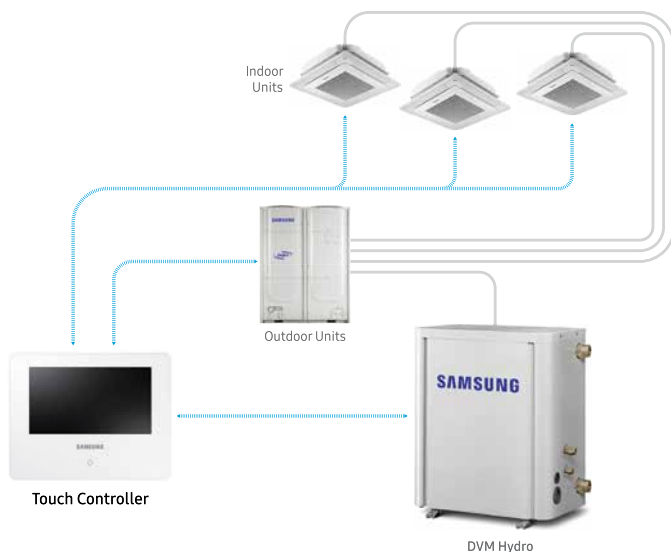 Indoor
Units
SAMSUNG
Outdoor Units
SAMSUNG
SAMSUNG
Touch Controller
DVM Hydro